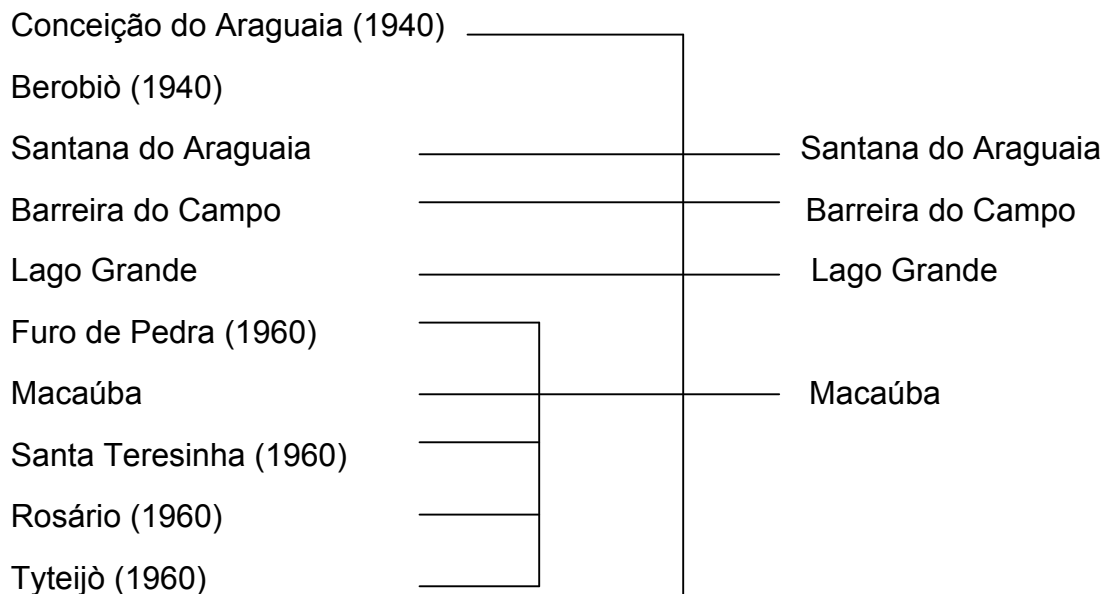 Conceição do Araguaia (1940)
Berobiò (1940)
Santana do Araguaia Santana do Araguaia
Barreira do Campo Barreira do Campo
Lago Grande Lago Grande
Furo de Pedra (1960)
Macaúba Macaúba
Santa Teresinha (1960)
Rosário (1960)
Tyteijò (1960)